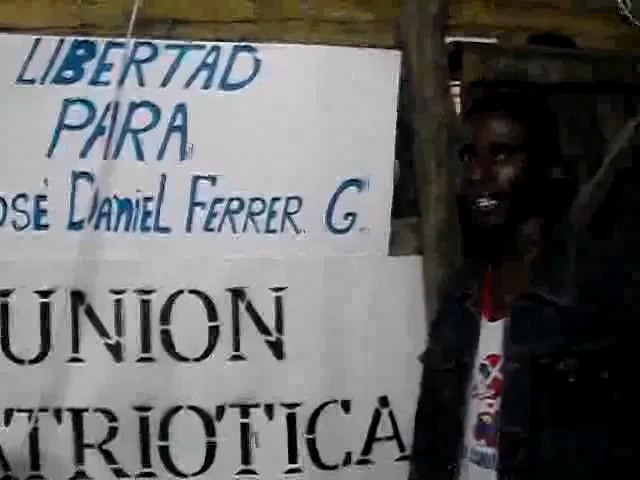 LIBERTAD
PARA
OSÉ DANIEL FERRER G.
UNION
ATRIOTICA